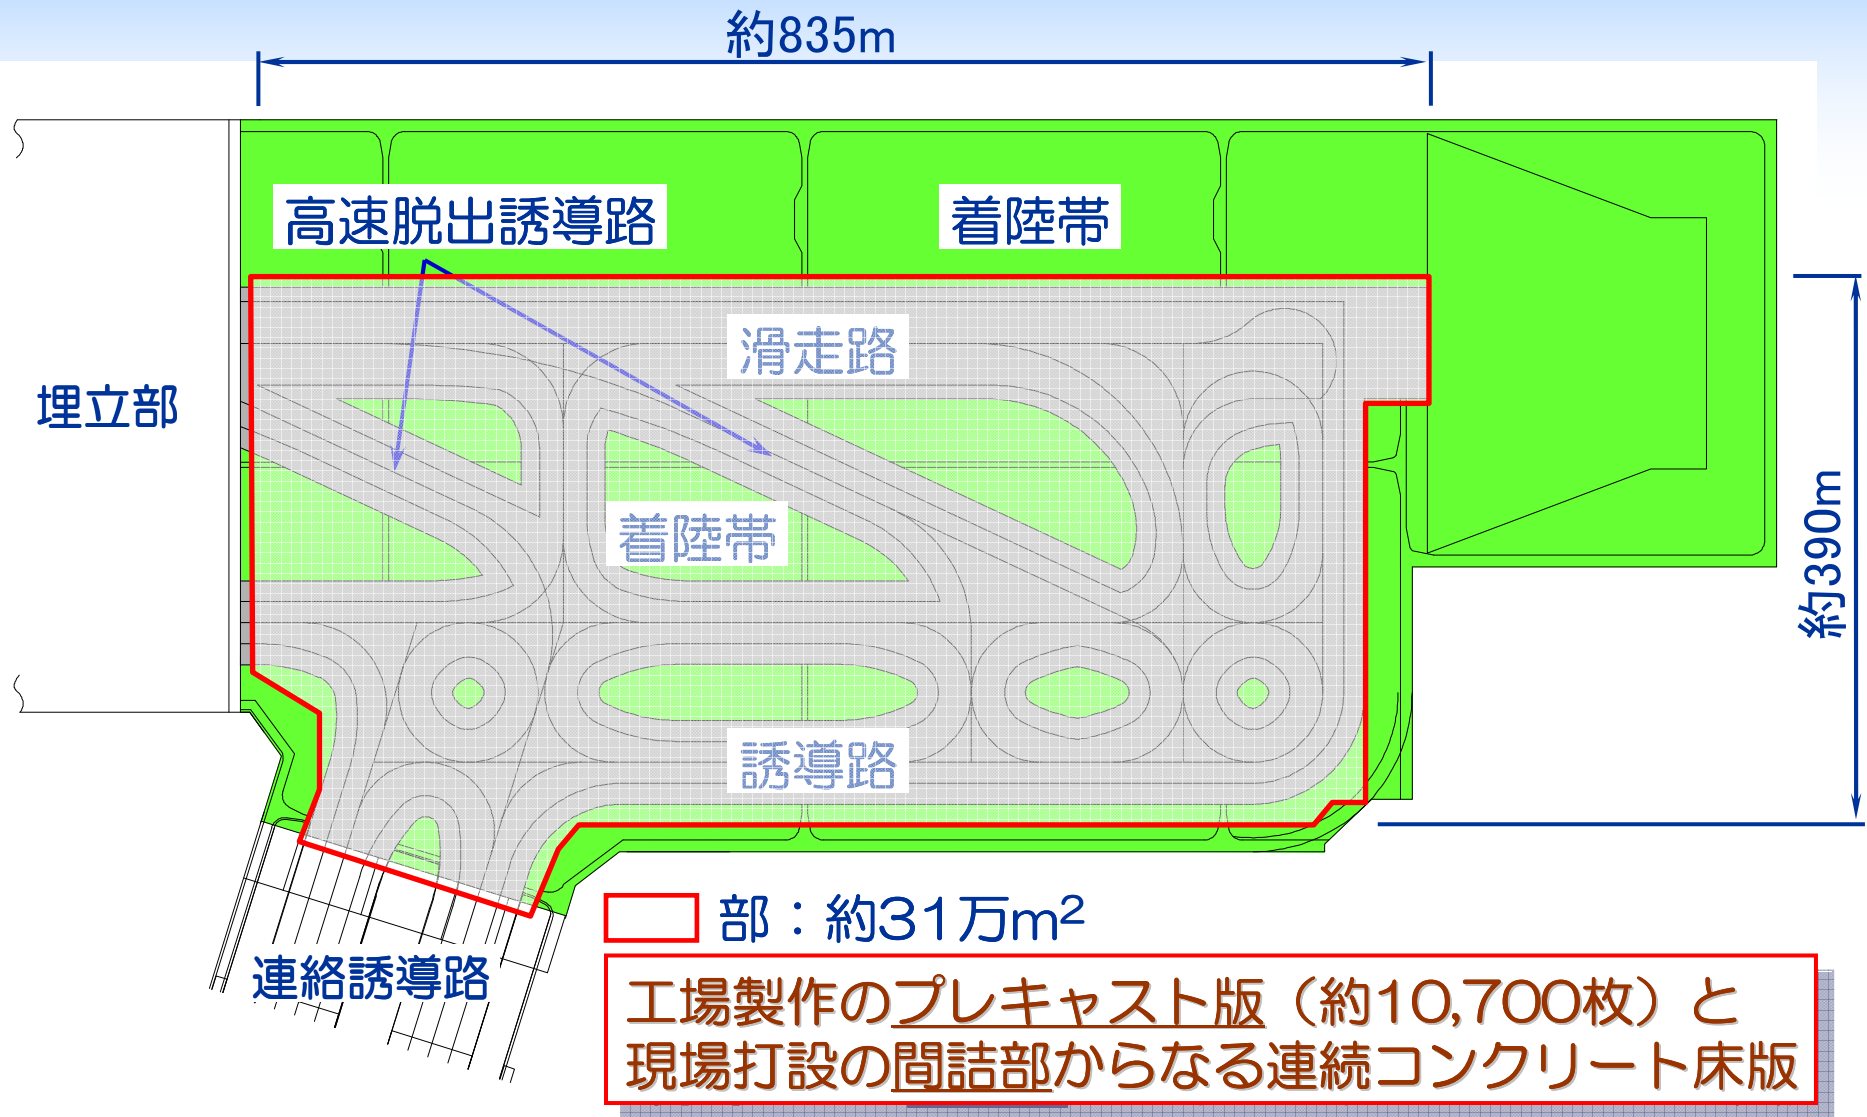 約835m
高速脱出誘導路
着陸帯
滑走路
埋立部
着陸帯
約390m
誘導路
部：約31万m²
連絡誘導路
工場製作のプレキャスト版（約10,700枚）と
現場打設の間詰部からなる連続コンクリート床版